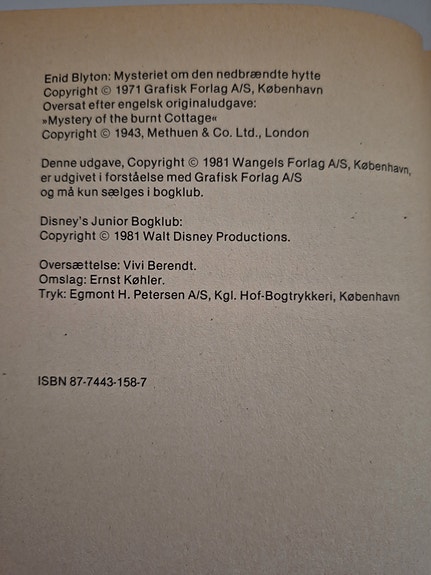 Enid Blyton: Mysteriet om den nedbrændte hytte
Copyright © 1971 Grafisk Forlag A/S, København
Oversat efter engelsk originaludgave:
»Mystery of the burnt Cottage«
Copyright © 1943, Methuen & Co. Ltd., London
Denne udgave, Copyright © 1981 Wangels Forlag A/S, København,
er udgivet i forståelse med Grafisk Forlag A/S
og må kun sælges i bogklub.
Disney's Junior Bogklub:
Copyright © 1981 Walt Disney Productions.
Oversættelse: Vivi Berendt.
Omslag: Ernst Køhler.
Tryk: Egmont H. Petersen A/S, Kgl. Hof-Bogtrykkeri, København
ISBN 87-7443-158-7